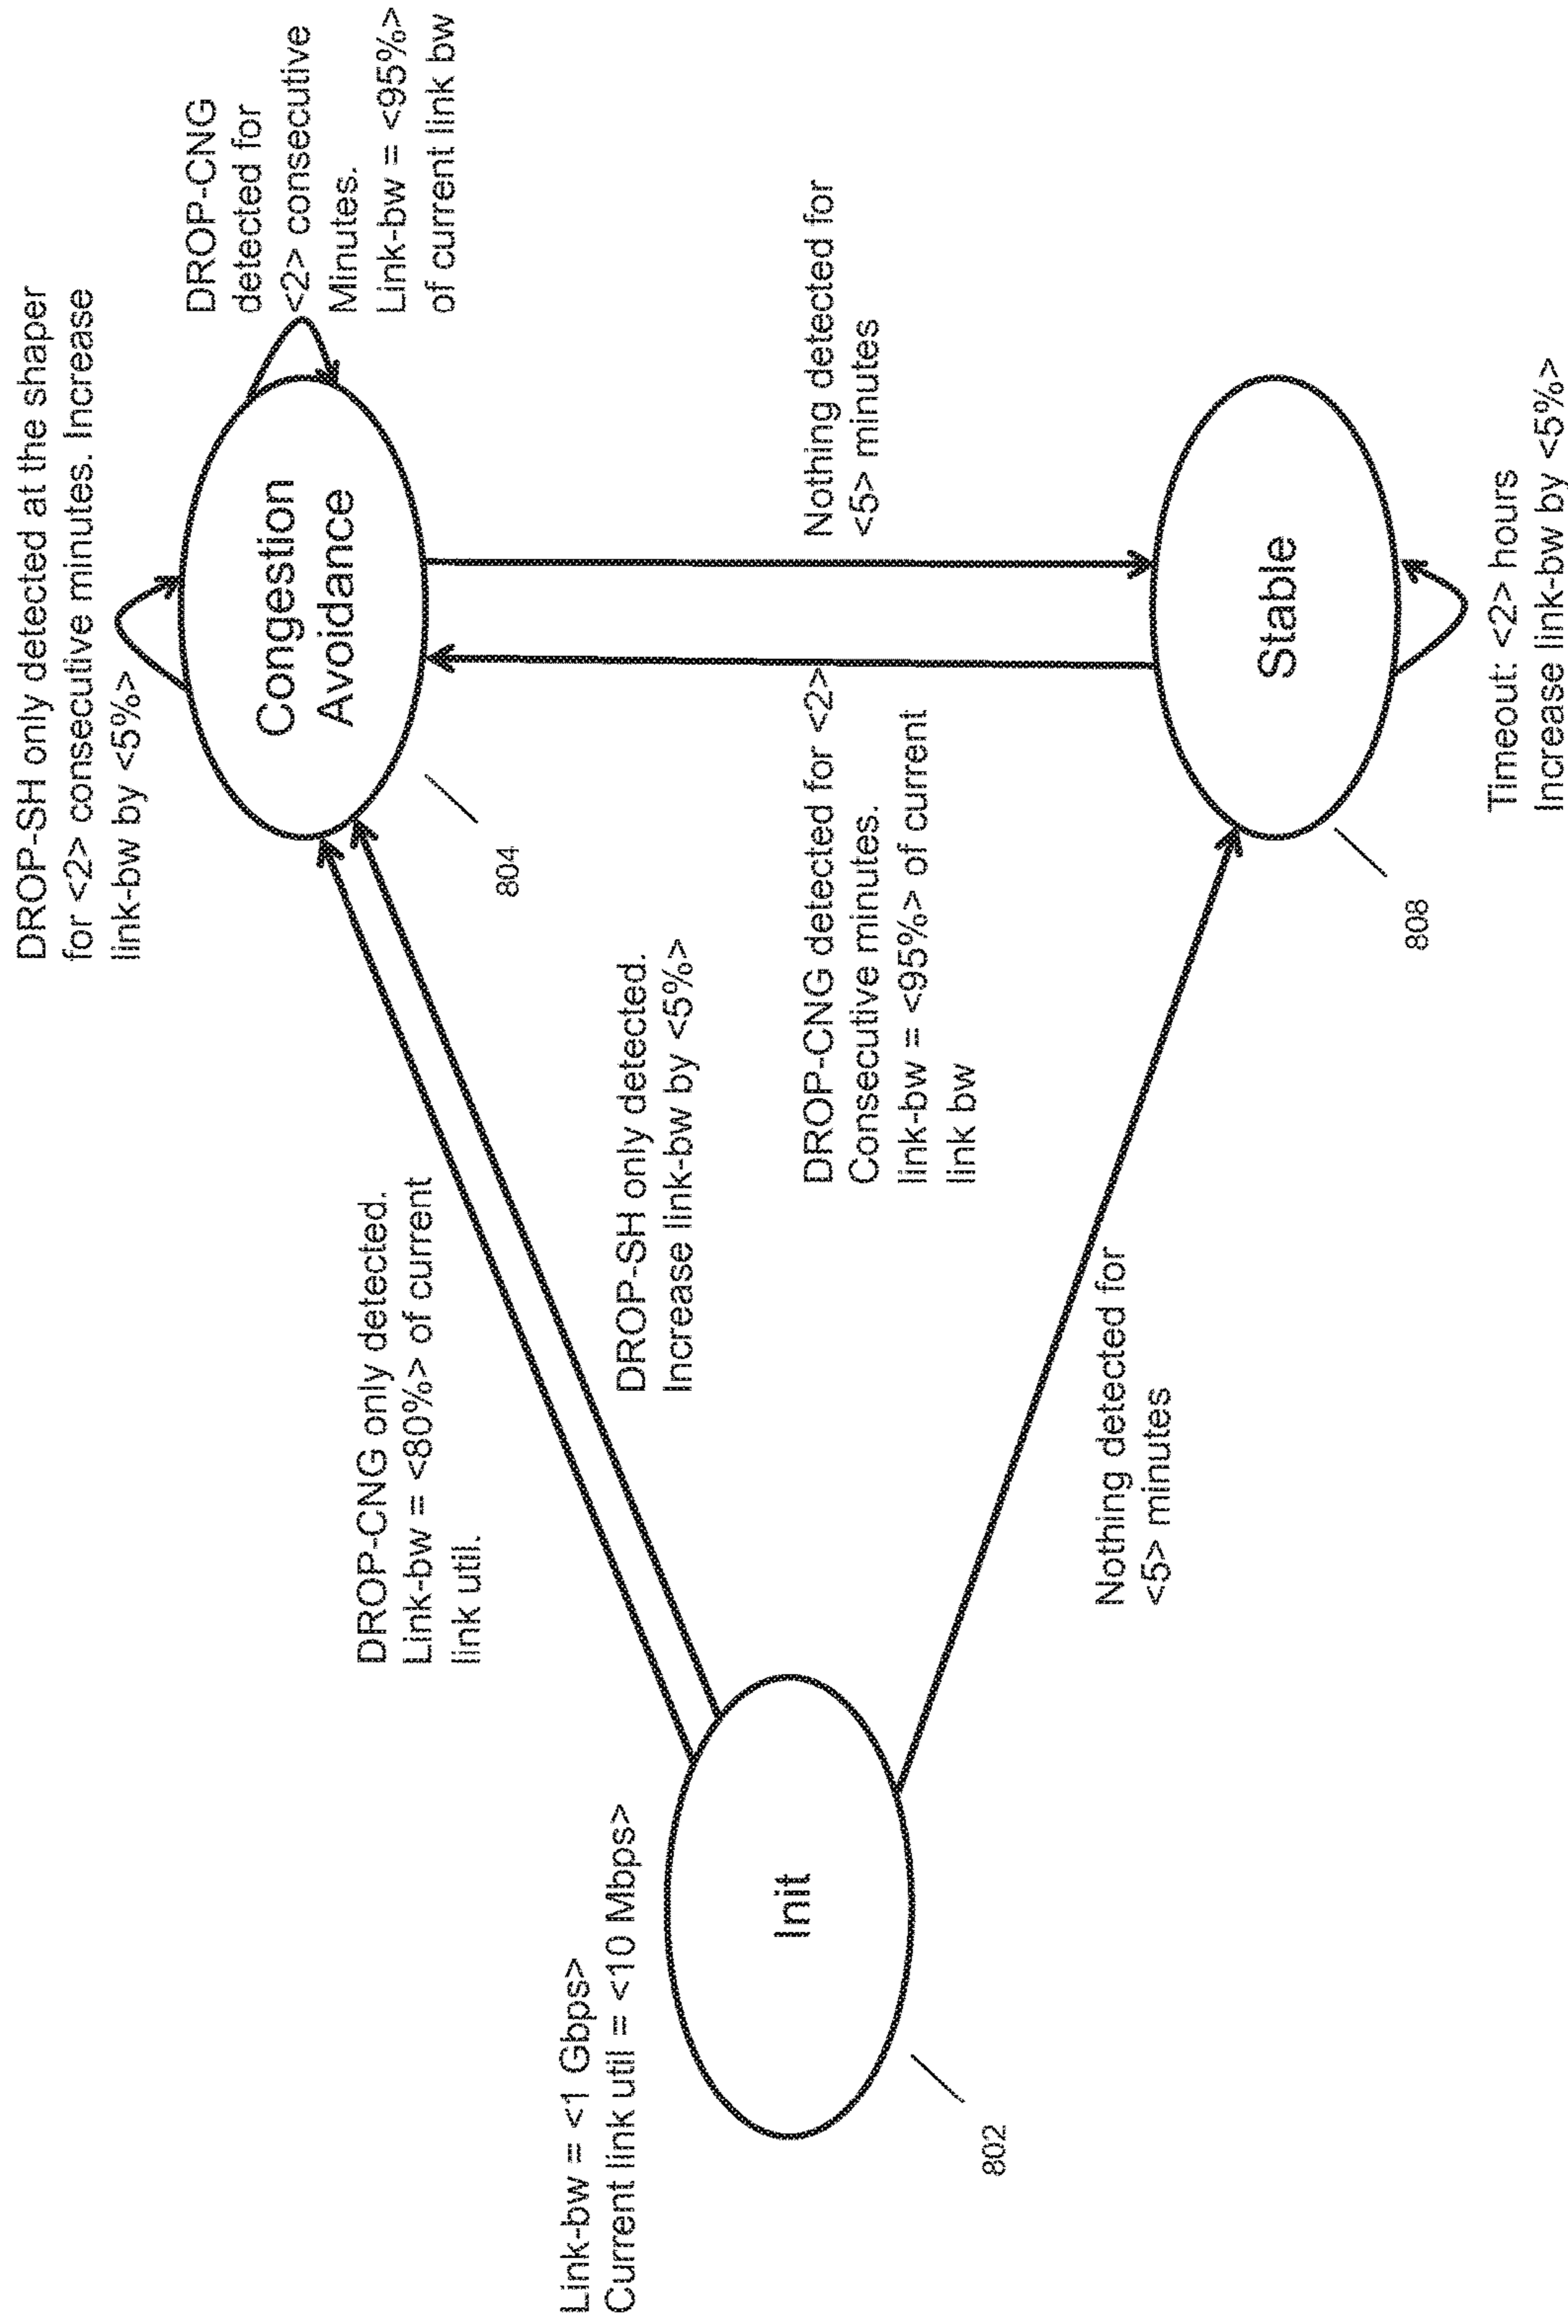 DROP-SH only detected at the shaper
for <2> consecutive minutes. Increase
link-bw by <5%>
DROP-CNG
detected for
<2> consecutive
Minutes.
Link-bw = <95%>
of current link bw
Congestion
Avoidance
804
DROP-CNG only detected.
Link-bw = <80%> of current
link util.
DROP-SH only detected.
Increase link-bw by <5%>
Link-bw = <1 Gbps>
Current link util = <10 Mbps>
Init
802
DROP-CNG detected for <2>
Consecutive minutes.
link-bw = <95%> of current
link bw
Nothing detected for
<5> minutes
Nothing detected for
<5> minutes
Stable
808
Timeout: <2> hours
Increase link-bw by <5%>